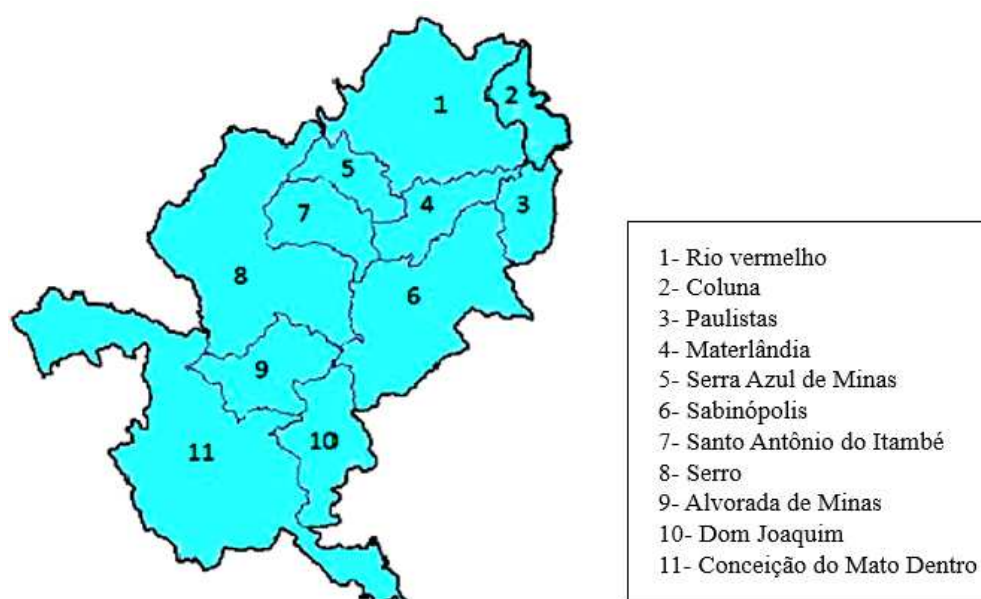 1
2
5
4
3
7
8
6
9
10
11
1- Rio vermelho
2- Coluna
3- Paulistas
4- Materlândia
5- Serra Azul de Minas
6- Sabinópolis
7- Santo Antônio do Itambé
8- Serro
9- Alvorada de Minas
10- Dom Joaquim
11- Conceição do Mato Dentro